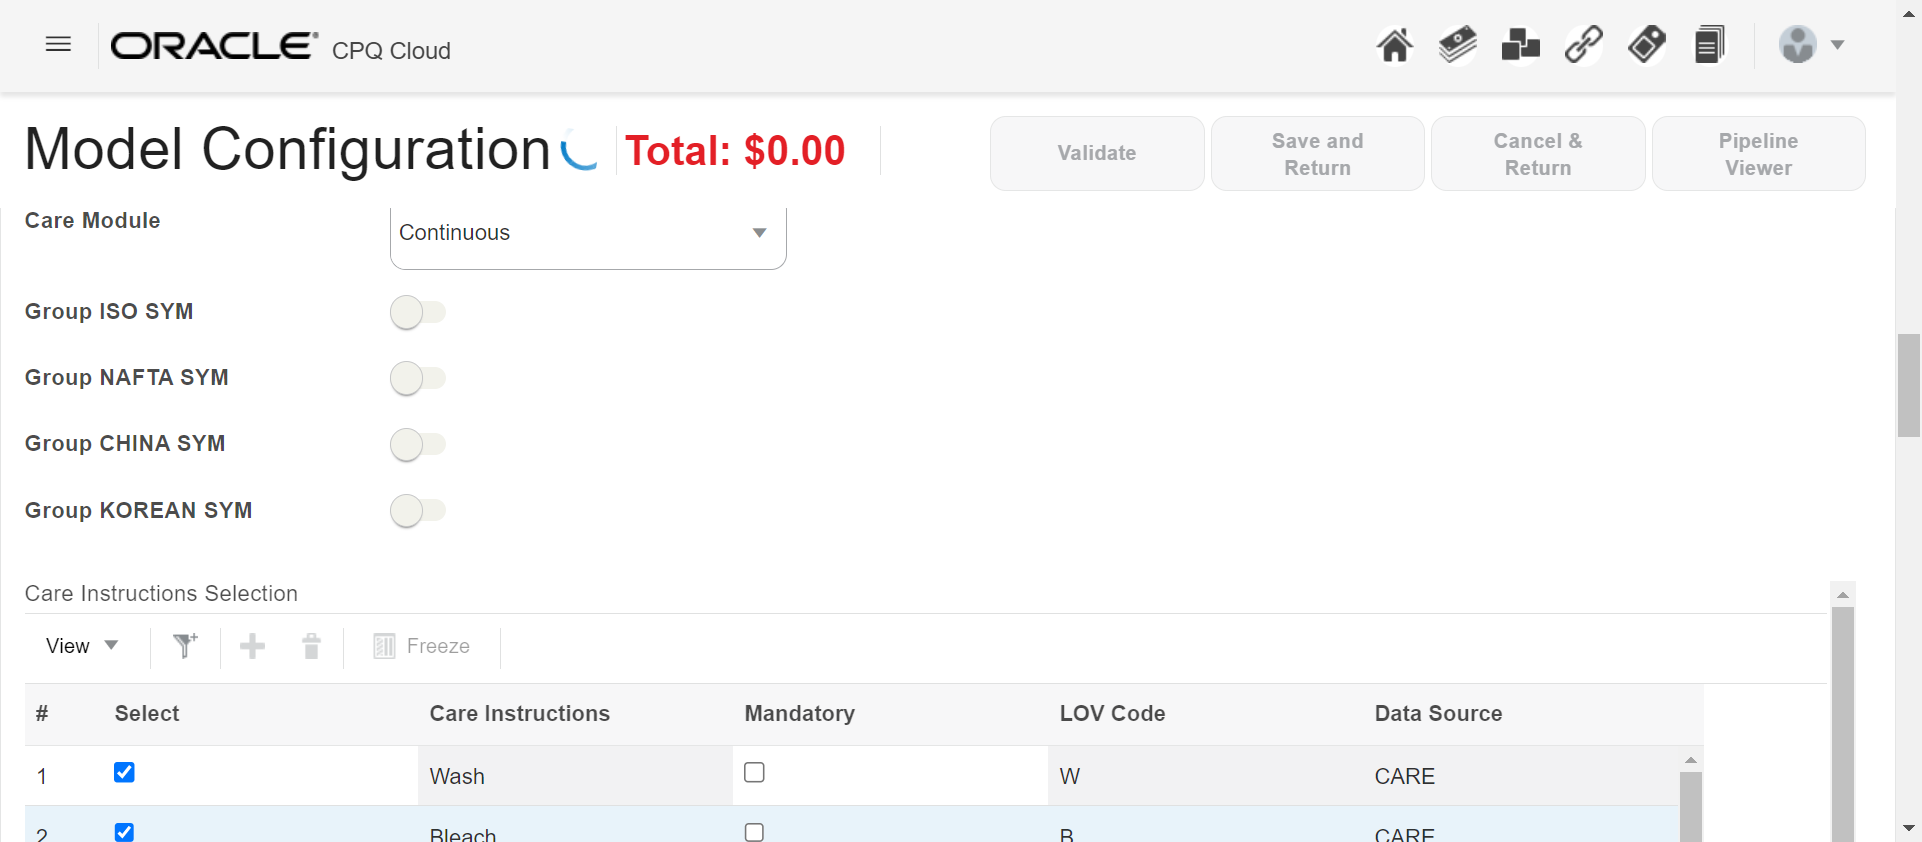 ORACLE® CPQ Cloud
Model Configuration Total: $0.00
Validate
Save and
Return
Cancel &
Return
Pipeline
Viewer
Care Module
Continuous
Group ISO SYM
Group NAFTA SYM
Group CHINA SYM
Group KOREAN SYM
Care Instructions Selection
View Freeze
# Select Care Instructions Mandatory LOV Code Data Source
1 Wash W CARE
2 Bleach B CARE